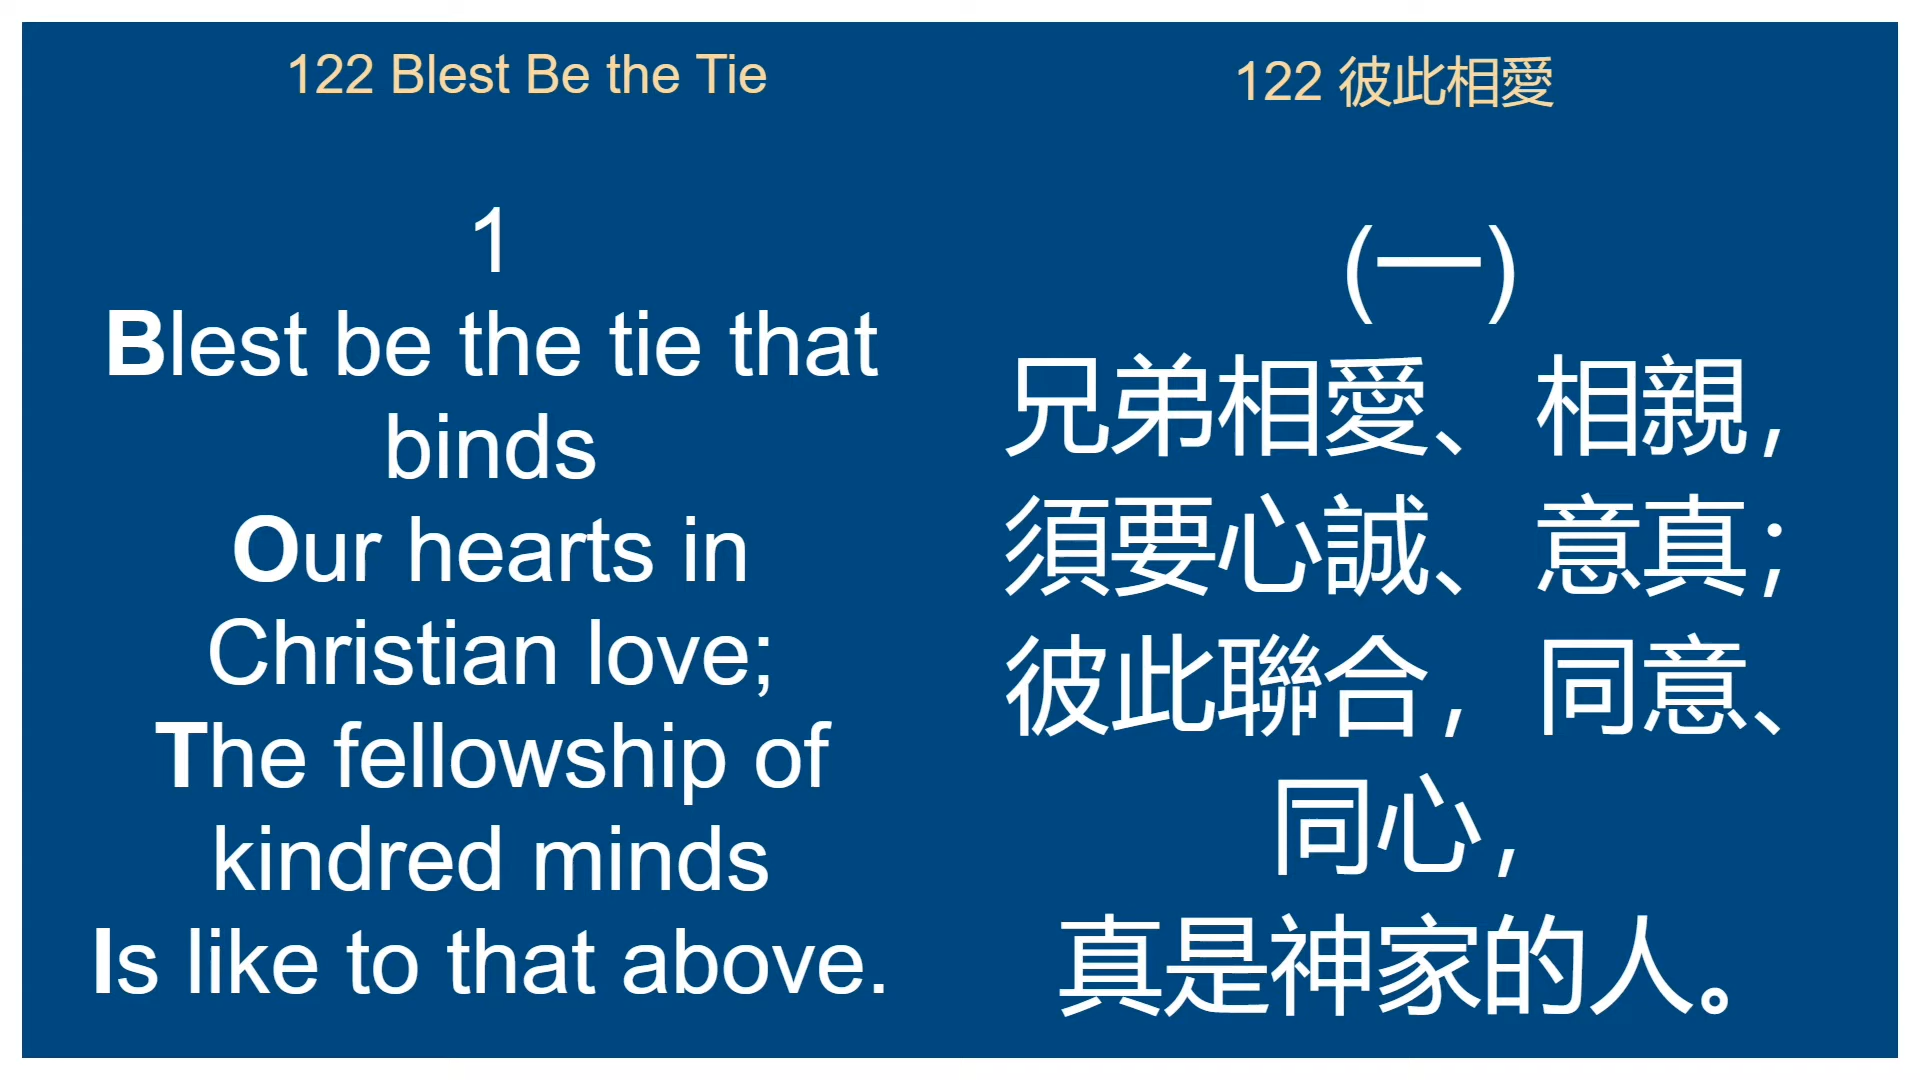 122 Blest Be the Tie
1
Blest be the tie that
binds
Our hearts in
Christian love;
The fellowship of
kindred minds
Is like to that above.
122 彼此相愛
(一)
兄弟相愛、相親，
須要心誠、意真；
彼此聯合，同意、
同心，
真是神家的人。